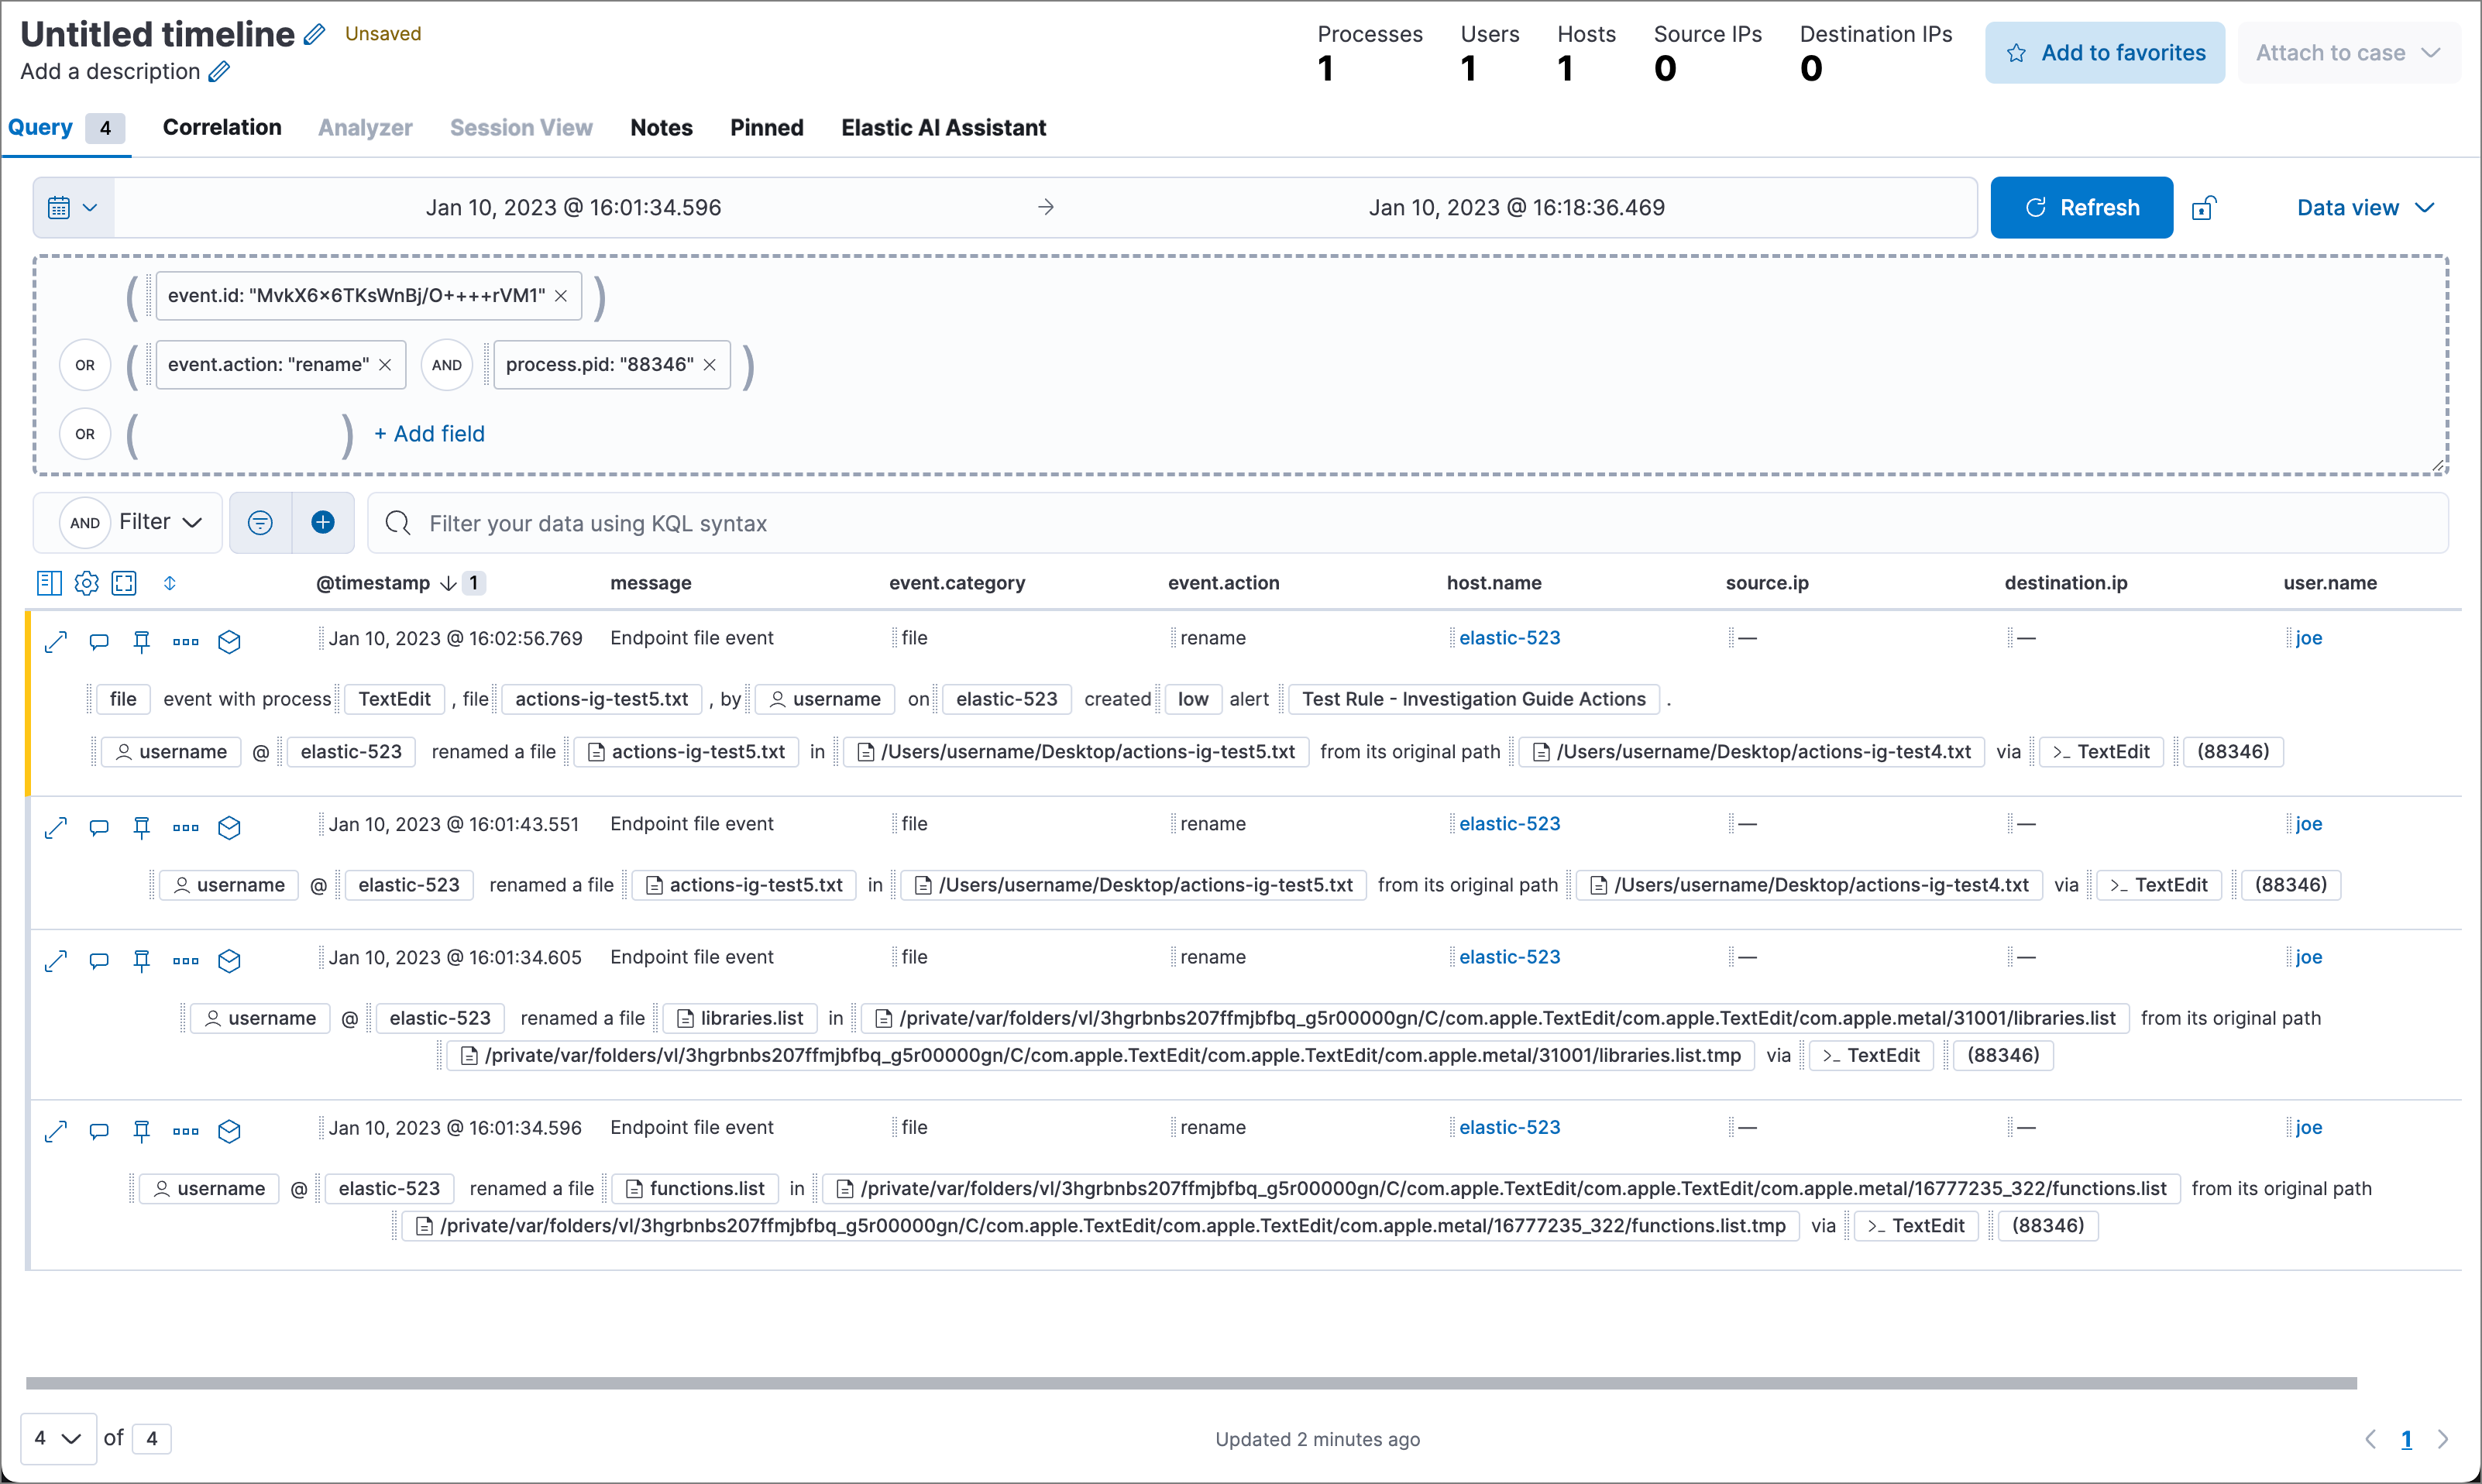 Untitled timeline Unsaved
Add a description
Processes Users Hosts Source IPs Destination IPs
1 1 1 0 0
Add to favorites Attach to case
Query 4 Correlation Analyzer Session View Notes Pinned Elastic AI Assistant
Jan 10, 2023 @ 16:01:34.596 → Jan 10, 2023 @ 16:18:36.469 Refresh Data view
( event.id: "MvkX6×6TKsWnBj/O++++rVM1" × )
OR ( event.action: "rename" × AND process.pid: "88346" × )
OR ( ) + Add field
AND Filter Filter your data using KQL syntax
@timestamp ↓ 1 message event.category event.action host.name source.ip destination.ip user.name
Jan 10, 2023 @ 16:02:56.769 Endpoint file event file rename elastic-523 — — joe
file event with process TextEdit , file actions-ig-test5.txt , by username on elastic-523 created low alert Test Rule - Investigation Guide Actions .
username @ elastic-523 renamed a file actions-ig-test5.txt in /Users/username/Desktop/actions-ig-test5.txt from its original path /Users/username/Desktop/actions-ig-test4.txt via >_ TextEdit (88346)
Jan 10, 2023 @ 16:01:43.551 Endpoint file event file rename elastic-523 — — joe
username @ elastic-523 renamed a file actions-ig-test5.txt in /Users/username/Desktop/actions-ig-test5.txt from its original path /Users/username/Desktop/actions-ig-test4.txt via >_ TextEdit (88346)
Jan 10, 2023 @ 16:01:34.605 Endpoint file event file rename elastic-523 — — joe
username @ elastic-523 renamed a file libraries.list in /private/var/folders/vl/3hgrbnbs207ffmjbfbq_g5r00000gn/C/com.apple.TextEdit/com.apple.TextEdit/com.apple.metal/31001/libraries.list from its original path
/private/var/folders/vl/3hgrbnbs207ffmjbfbq_g5r00000gn/C/com.apple.TextEdit/com.apple.TextEdit/com.apple.metal/31001/libraries.list.tmp via >_ TextEdit (88346)
Jan 10, 2023 @ 16:01:34.596 Endpoint file event file rename elastic-523 — — joe
username @ elastic-523 renamed a file functions.list in /private/var/folders/vl/3hgrbnbs207ffmjbfbq_g5r00000gn/C/com.apple.TextEdit/com.apple.TextEdit/com.apple.metal/16777235_322/functions.list from its original path
/private/var/folders/vl/3hgrbnbs207ffmjbfbq_g5r00000gn/C/com.apple.TextEdit/com.apple.TextEdit/com.apple.metal/16777235_322/functions.list.tmp via >_ TextEdit (88346)
4 of 4 Updated 2 minutes ago 1